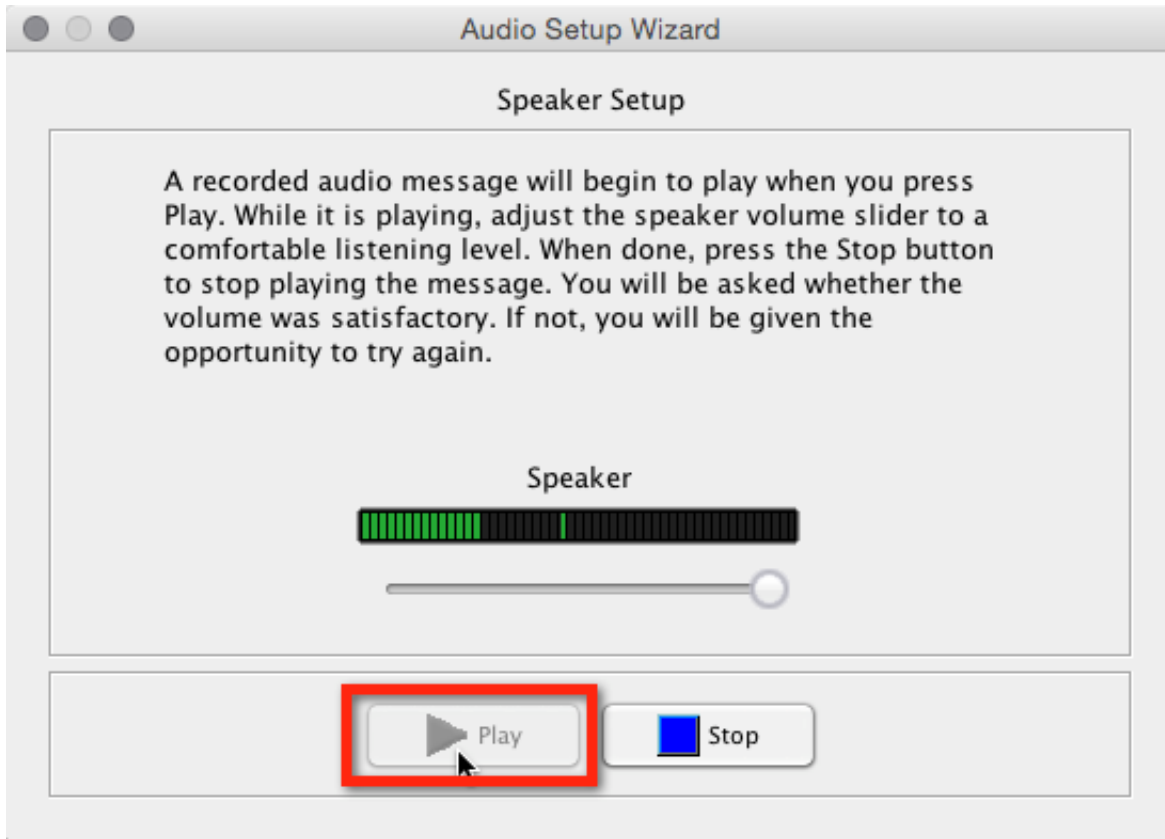 Audio Setup Wizard
Speaker Setup
A recorded audio message will begin to play when you press
Play. While it is playing, adjust the speaker volume slider to a
comfortable listening level. When done, press the Stop button
to stop playing the message. You will be asked whether the
volume was satisfactory. If not, you will be given the
opportunity to try again.
Speaker
Play
Stop